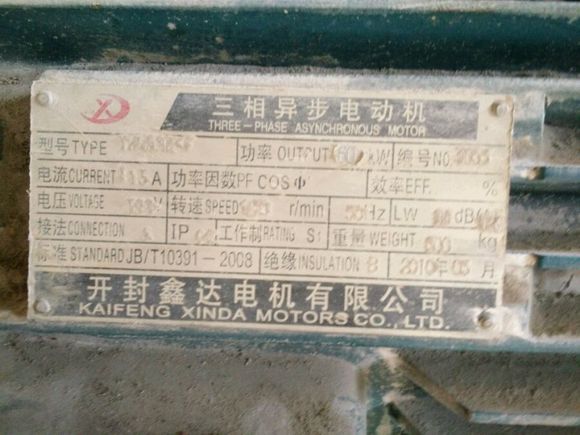 三相异步电动机
THREE-PHASE ASYNCHRONOUS MOTOR
型号TYPE 功率OUTPUT 60 kW 编号NO.
电流CURRENT A 功率因数PF COSΦ 效率EFF. %
电压VOLTAGE V 转速SPEED r/min 50Hz LW dB/A
接法CONNECTION IP 工作制RATING S1 重量WEIGHT 600 kg
标准STANDARD JB/T10391-2008 绝缘INSULATION B 2010年05月
开封鑫达电机有限公司
KAIFENG XINDA MOTORS CO., LTD.